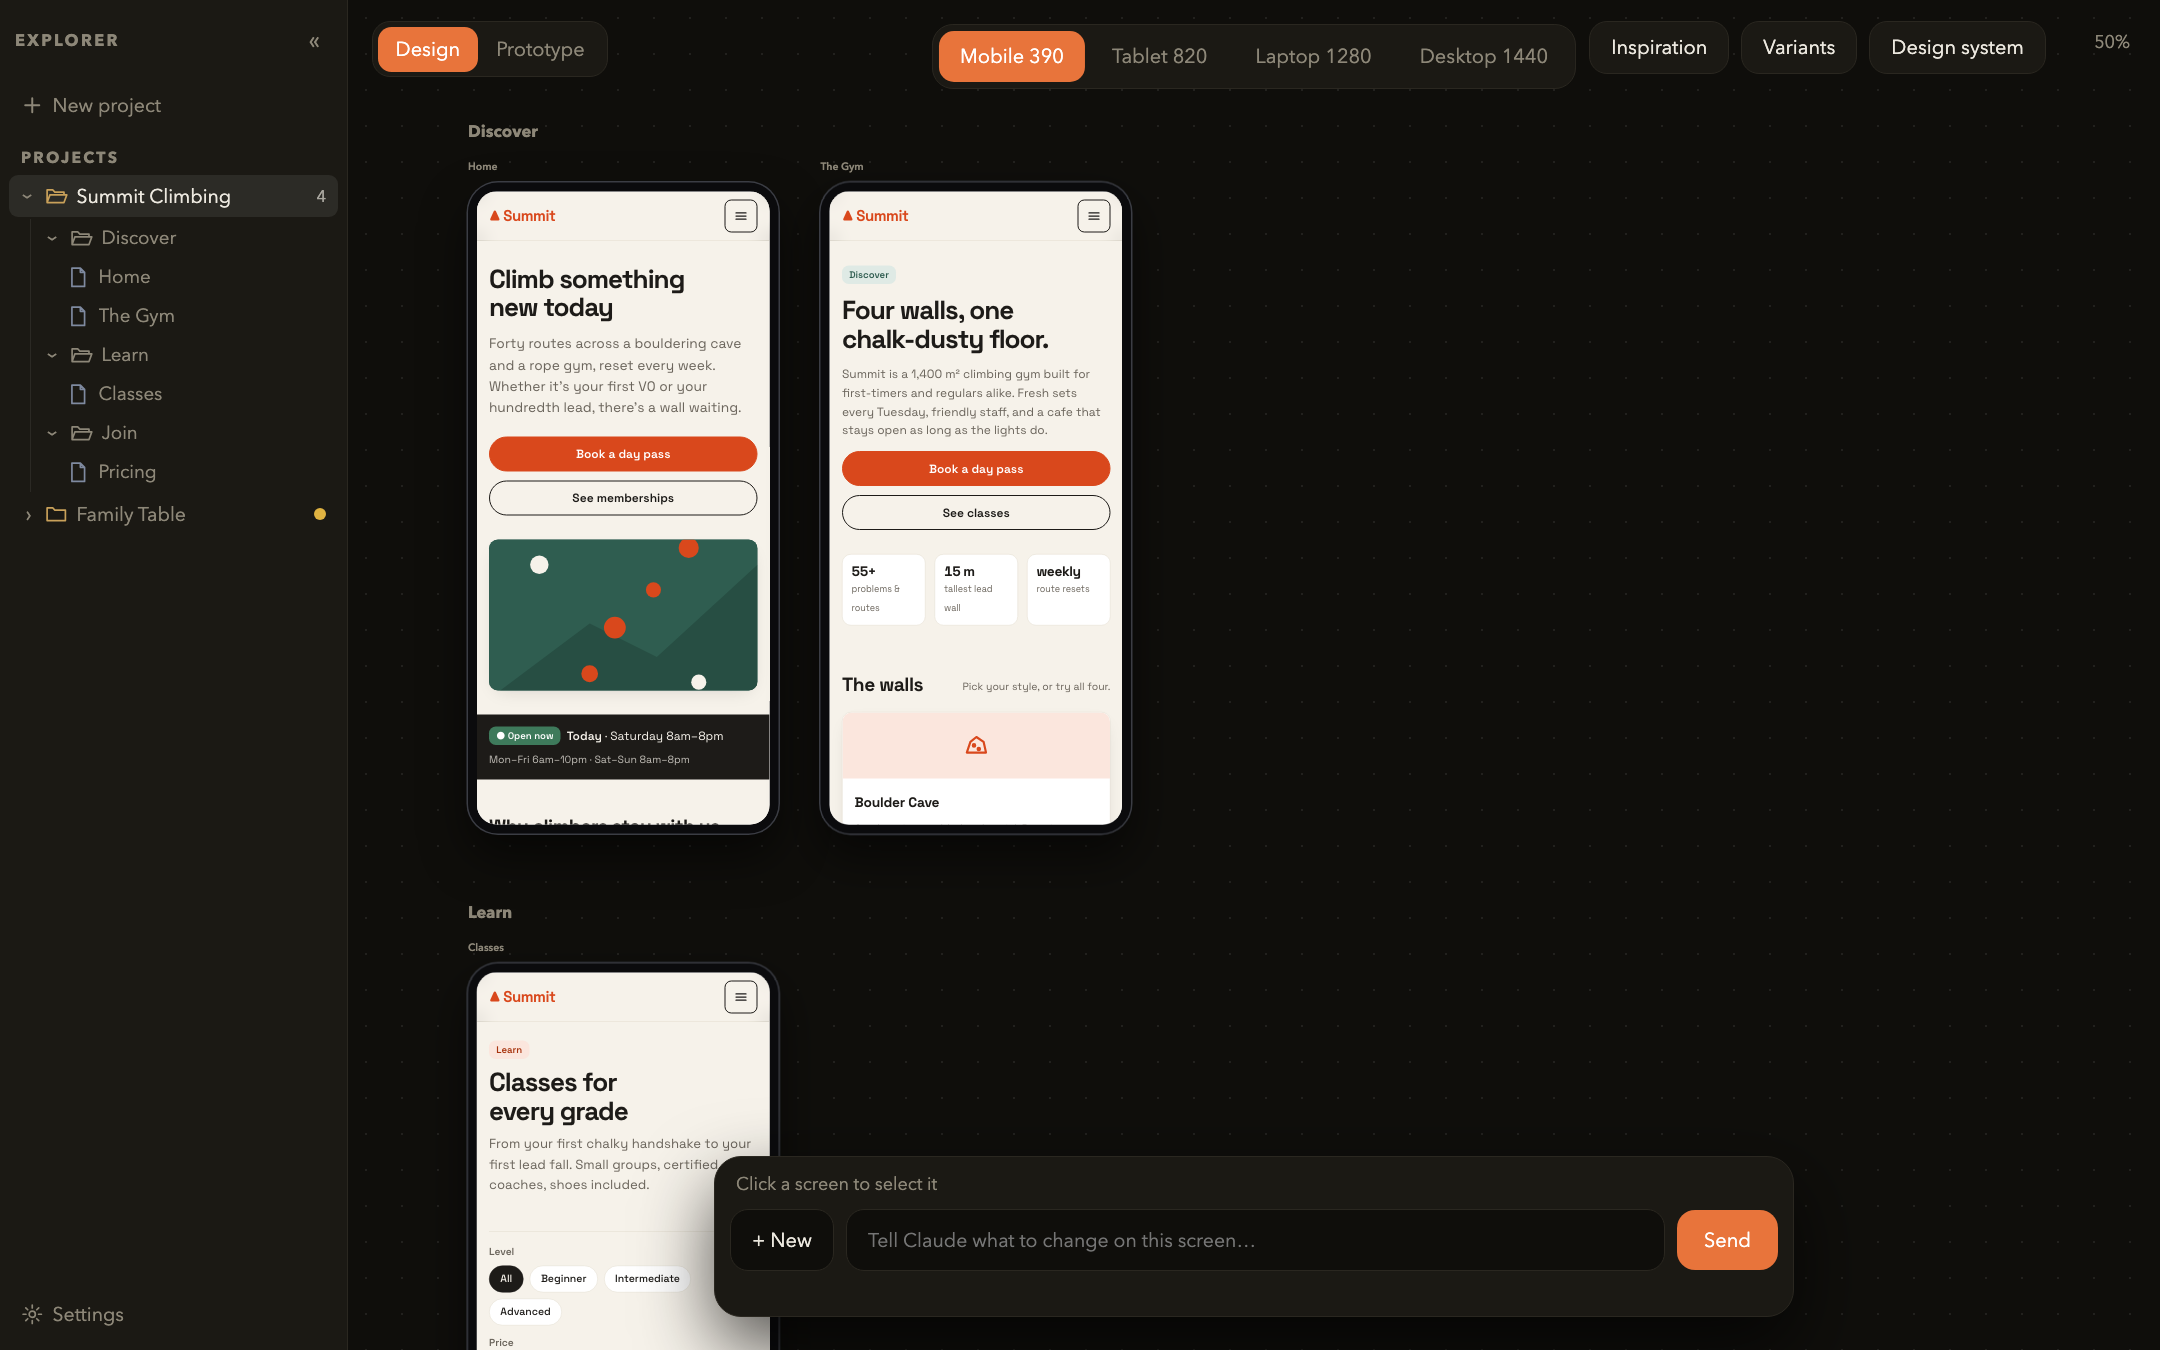 EXPLORER
«
+ New project
PROJECTS
Summit Climbing 4
Discover
Home
The Gym
Learn
Classes
Join
Pricing
Family Table
Settings
Design Prototype
Mobile 390 Tablet 820 Laptop 1280 Desktop 1440
Inspiration Variants Design system 50%
Discover
Home
Summit
Climb something
new today
Forty routes across a bouldering cave
and a rope gym, reset every week.
Whether it's your first V0 or your
hundredth lead, there's a wall waiting.
Book a day pass
See memberships
Open now Today · Saturday 8am–8pm
Mon–Fri 6am–10pm · Sat–Sun 8am–8pm
Why climbers stay with us
The Gym
Summit
Discover
Four walls, one
chalk-dusty floor.
Summit is a 1,400 m² climbing gym built for
first-timers and regulars alike. Fresh sets
every Tuesday, friendly staff, and a cafe that
stays open as long as the lights do.
Book a day pass
See classes
55+
problems &
routes
15 m
tallest lead
wall
weekly
route resets
The walls Pick your style, or try all four.
Boulder Cave
Learn
Classes
Summit
Learn
Classes for
every grade
From your first chalky handshake to your
first lead fall. Small groups, certified
coaches, shoes included.
Level
All Beginner Intermediate
Advanced
Price
Click a screen to select it
+ New Tell Claude what to change on this screen... Send